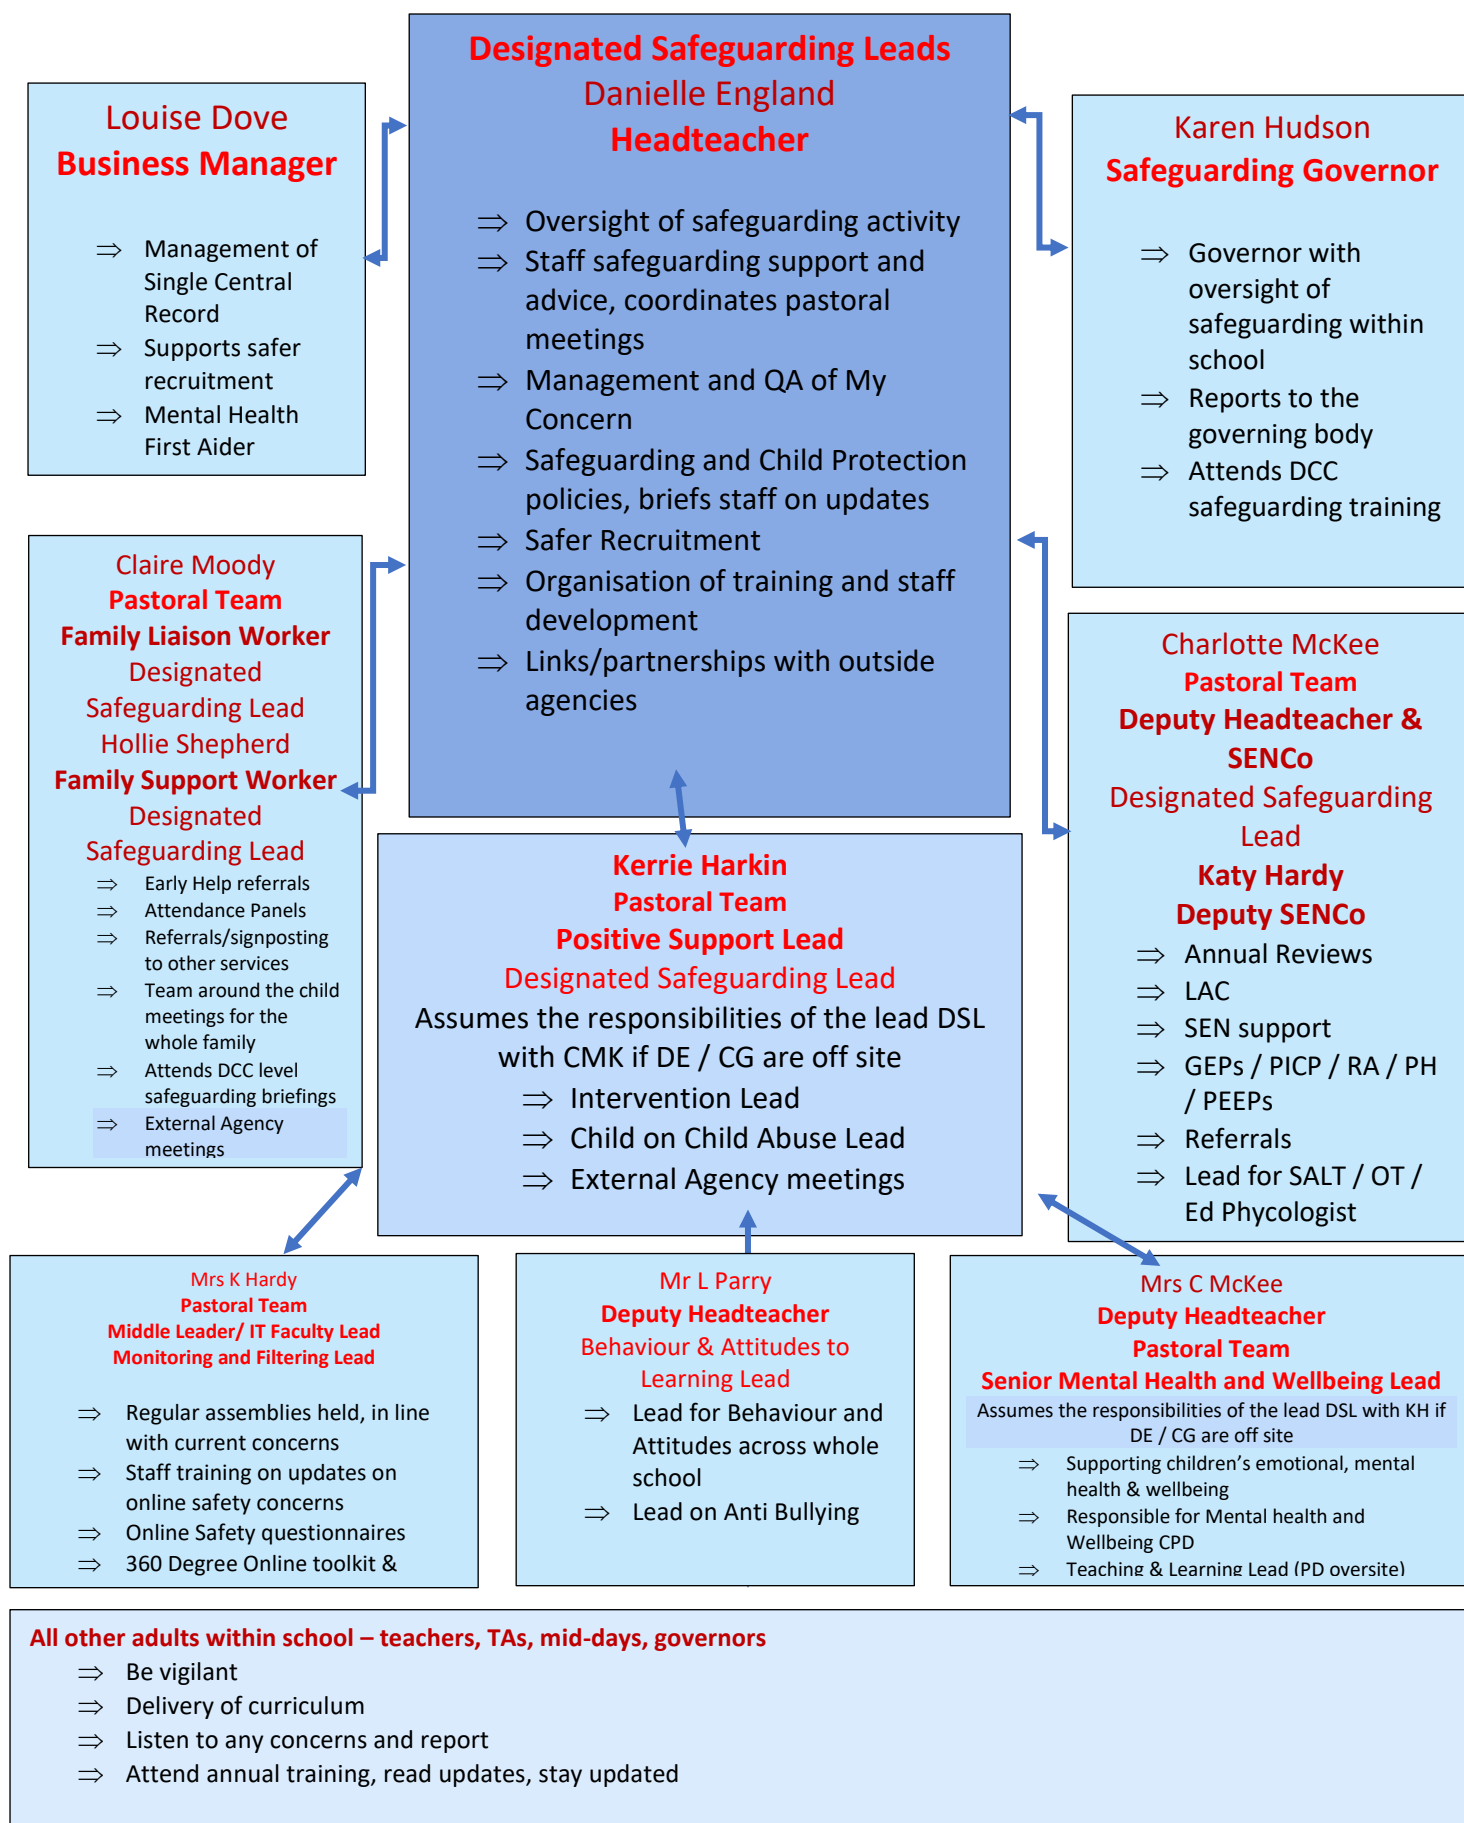 Designated Safeguarding Leads
Danielle England
Headteacher
⇒ Oversight of safeguarding activity
⇒ Staff safeguarding support and
advice, coordinates pastoral
meetings
⇒ Management and QA of My
Concern
⇒ Safeguarding and Child Protection
policies, briefs staff on updates
⇒ Safer Recruitment
⇒ Organisation of training and staff
development
⇒ Links/partnerships with outside
agencies
Louise Dove
Business Manager
⇒ Management of
Single Central
Record
⇒ Supports safer
recruitment
⇒ Mental Health
First Aider
Karen Hudson
Safeguarding Governor
⇒ Governor with
oversight of
safeguarding within
school
⇒ Reports to the
governing body
⇒ Attends DCC
safeguarding training
Claire Moody
Pastoral Team
Family Liaison Worker
Designated
Safeguarding Lead
Hollie Shepherd
Family Support Worker
Designated
Safeguarding Lead
⇒ Early Help referrals
⇒ Attendance Panels
⇒ Referrals/signposting
to other services
⇒ Team around the child
meetings for the
whole family
⇒ Attends DCC level
safeguarding briefings
⇒ External Agency
meetings
Kerrie Harkin
Pastoral Team
Positive Support Lead
Designated Safeguarding Lead
Assumes the responsibilities of the lead DSL
with CMK if DE / CG are off site
⇒ Intervention Lead
⇒ Child on Child Abuse Lead
⇒ External Agency meetings
Charlotte McKee
Pastoral Team
Deputy Headteacher &
SENCo
Designated Safeguarding
Lead
Katy Hardy
Deputy SENCo
⇒ Annual Reviews
⇒ LAC
⇒ SEN support
⇒ GEPs / PICP / RA / PH
/ PEEPs
⇒ Referrals
⇒ Lead for SALT / OT /
Ed Phycologist
Mrs K Hardy
Pastoral Team
Middle Leader/ IT Faculty Lead
Monitoring and Filtering Lead
⇒ Regular assemblies held, in line
with current concerns
⇒ Staff training on updates on
online safety concerns
⇒ Online Safety questionnaires
⇒ 360 Degree Online toolkit &
Mr L Parry
Deputy Headteacher
Behaviour & Attitudes to
Learning Lead
⇒ Lead for Behaviour and
Attitudes across whole
school
⇒ Lead on Anti Bullying
Mrs C McKee
Deputy Headteacher
Pastoral Team
Senior Mental Health and Wellbeing Lead
Assumes the responsibilities of the lead DSL with KH if
DE / CG are off site
⇒ Supporting children’s emotional, mental
health & wellbeing
⇒ Responsible for Mental health and
Wellbeing CPD
⇒ Teaching & Learning Lead (PD oversite)
All other adults within school – teachers, TAs, mid-days, governors
⇒ Be vigilant
⇒ Delivery of curriculum
⇒ Listen to any concerns and report
⇒ Attend annual training, read updates, stay updated